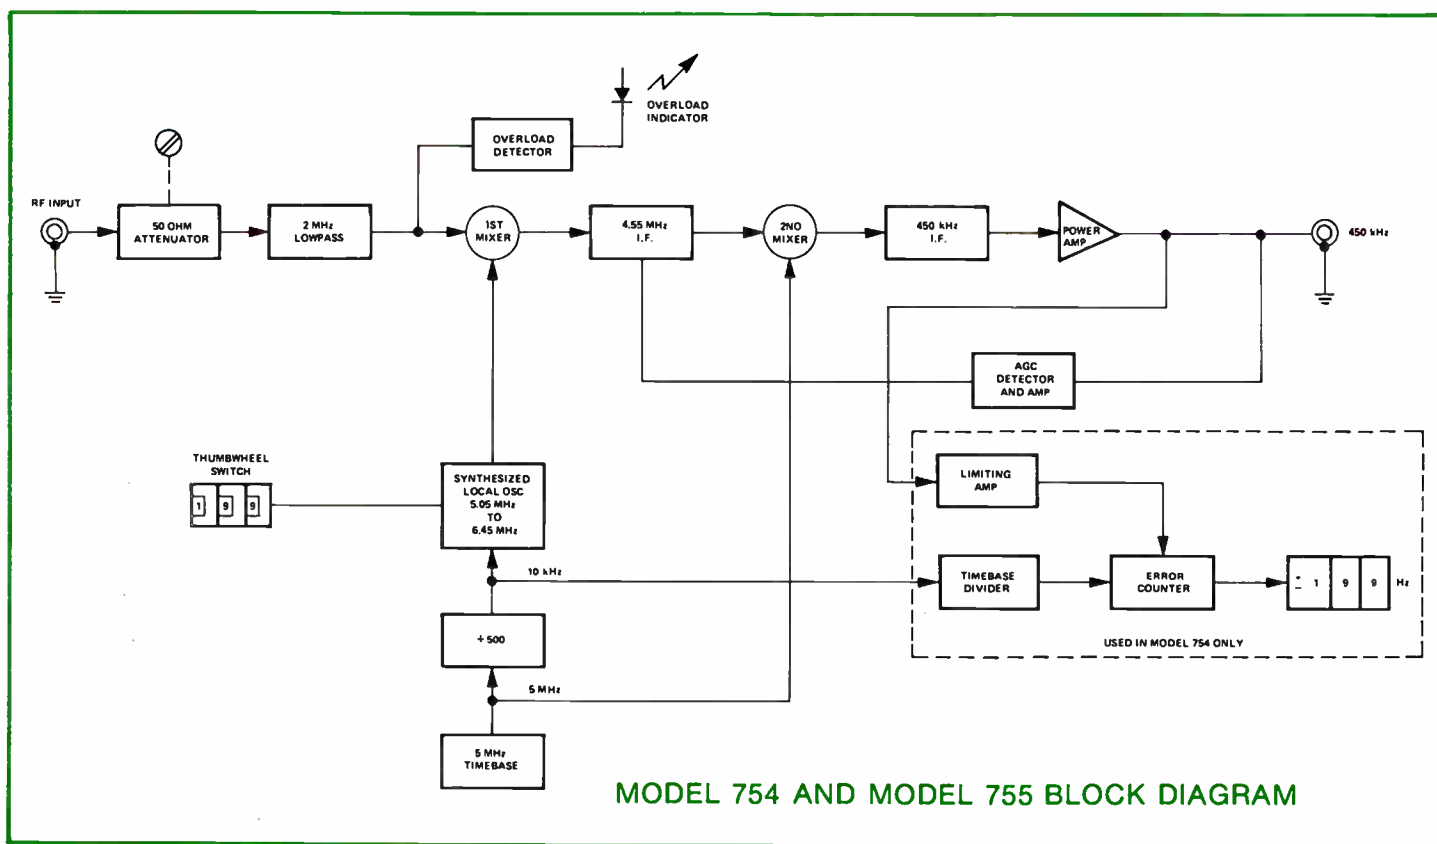 OVERLOAD
INDICATOR
OVERLOAD
DETECTOR
RF INPUT
50 OHM
ATTENUATOR
2 MHz
LOWPASS
1ST
MIXER
4.55 MHz
I.F.
2NO
MIXER
450 kHz
I.F.
POWER
AMP
450 kHz
AGC
DETECTOR
AND AMP
THUMBWHEEL
SWITCH
1 9 9
SYNTHESIZED
LOCAL OSC
5.05 MHz
TO
6.45 MHz
LIMITING
AMP
10 kHz
TIMEBASE
DIVIDER
ERROR
COUNTER
± 1 9 9 Hz
÷ 500
USED IN MODEL 754 ONLY
5 MHz
5 MHz
TIMEBASE
MODEL 754 AND MODEL 755 BLOCK DIAGRAM